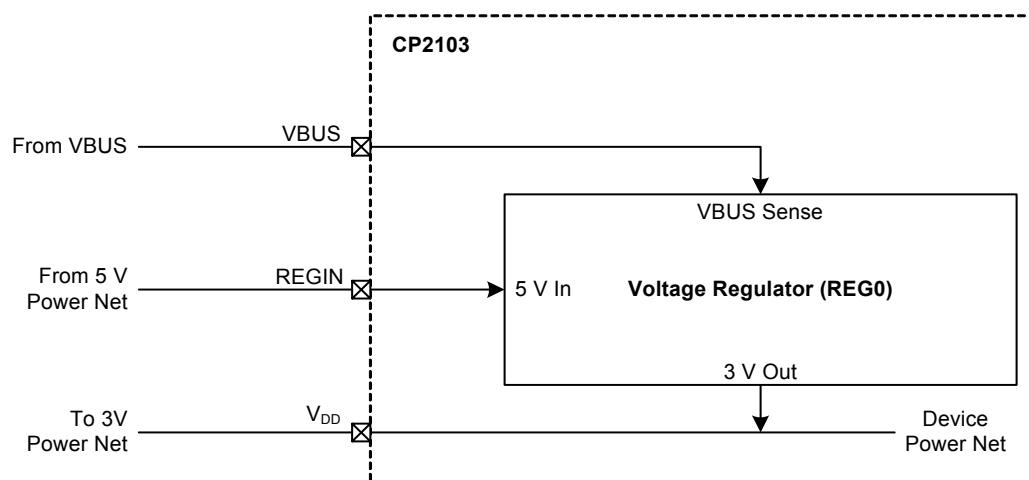 CP2103
From VBUS
VBUS
VBUS Sense
From 5 V
Power Net
REGIN
5 V In
Voltage Regulator (REG0)
3 V Out
To 3V
Power Net
VDD
Device
Power Net